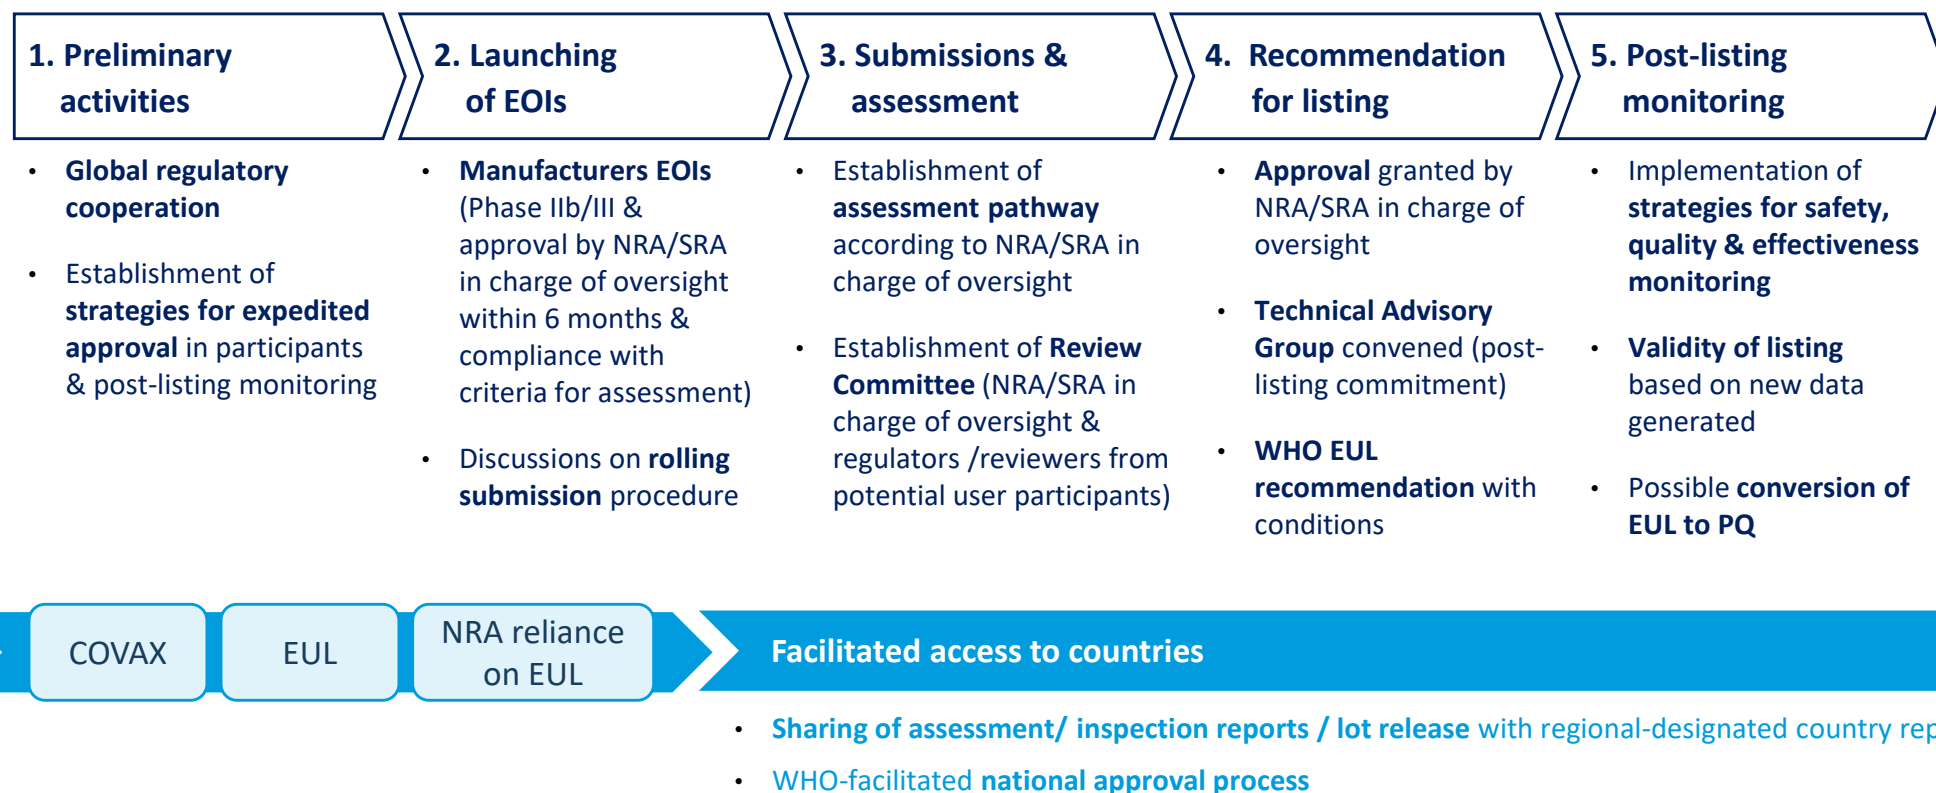 1. Preliminary
activities
2. Launching
of EOIs
3. Submissions &
assessment
4. Recommendation
for listing
5. Post-listing
monitoring
• Global regulatory
cooperation
• Establishment of
strategies for expedited
approval in participants
& post-listing monitoring
• Manufacturers EOIs
(Phase IIb/III &
approval by NRA/SRA
in charge of oversight
within 6 months &
compliance with
criteria for assessment)
• Discussions on rolling
submission procedure
• Establishment of
assessment pathway
according to NRA/SRA in
charge of oversight
• Establishment of Review
Committee (NRA/SRA in
charge of oversight &
regulators /reviewers from
potential user participants)
• Approval granted by
NRA/SRA in charge of
oversight
• Technical Advisory
Group convened (post-
listing commitment)
• WHO EUL
recommendation with
conditions
• Implementation of
strategies for safety,
quality & effectiveness
monitoring
• Validity of listing
based on new data
generated
• Possible conversion of
EUL to PQ
COVAX
EUL
NRA reliance
on EUL
Facilitated access to countries
• Sharing of assessment/ inspection reports / lot release with regional-designated country
• WHO-facilitated national approval process